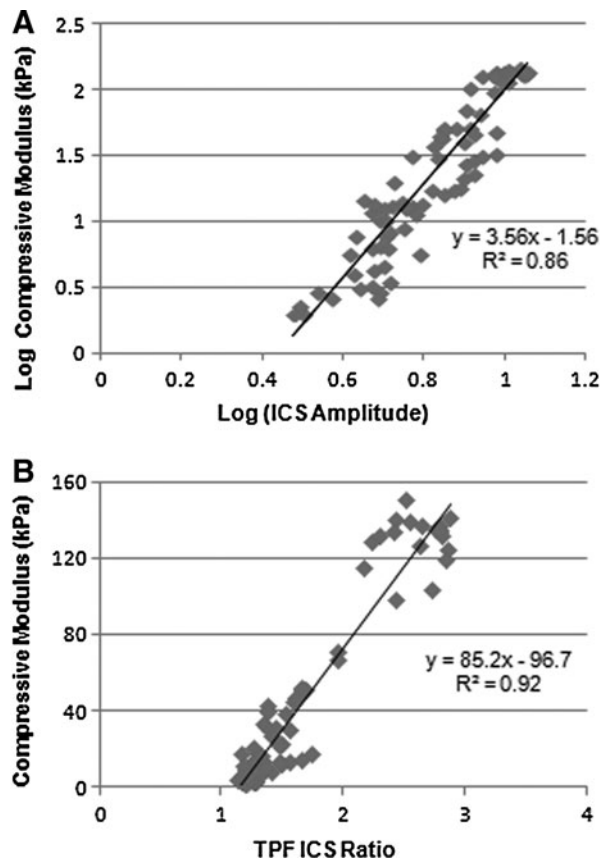 A
2.5
2
1.5
1
0.5
0
0
0.2
0.4
0.6
0.8
1
1.2
Log Compressive Modulus (kPa)
Log (ICS Amplitude)
y = 3.56x - 1.56
R² = 0.86
B
160
120
80
40
0
0
1
2
3
4
Compressive Modulus (kPa)
TPF ICS Ratio
y = 85.2x - 96.7
R² = 0.92